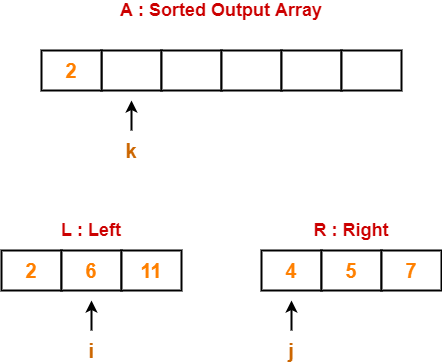 A : Sorted Output Array
2
k
L : Left
R : Right
2 6 11
4 5 7
i
j